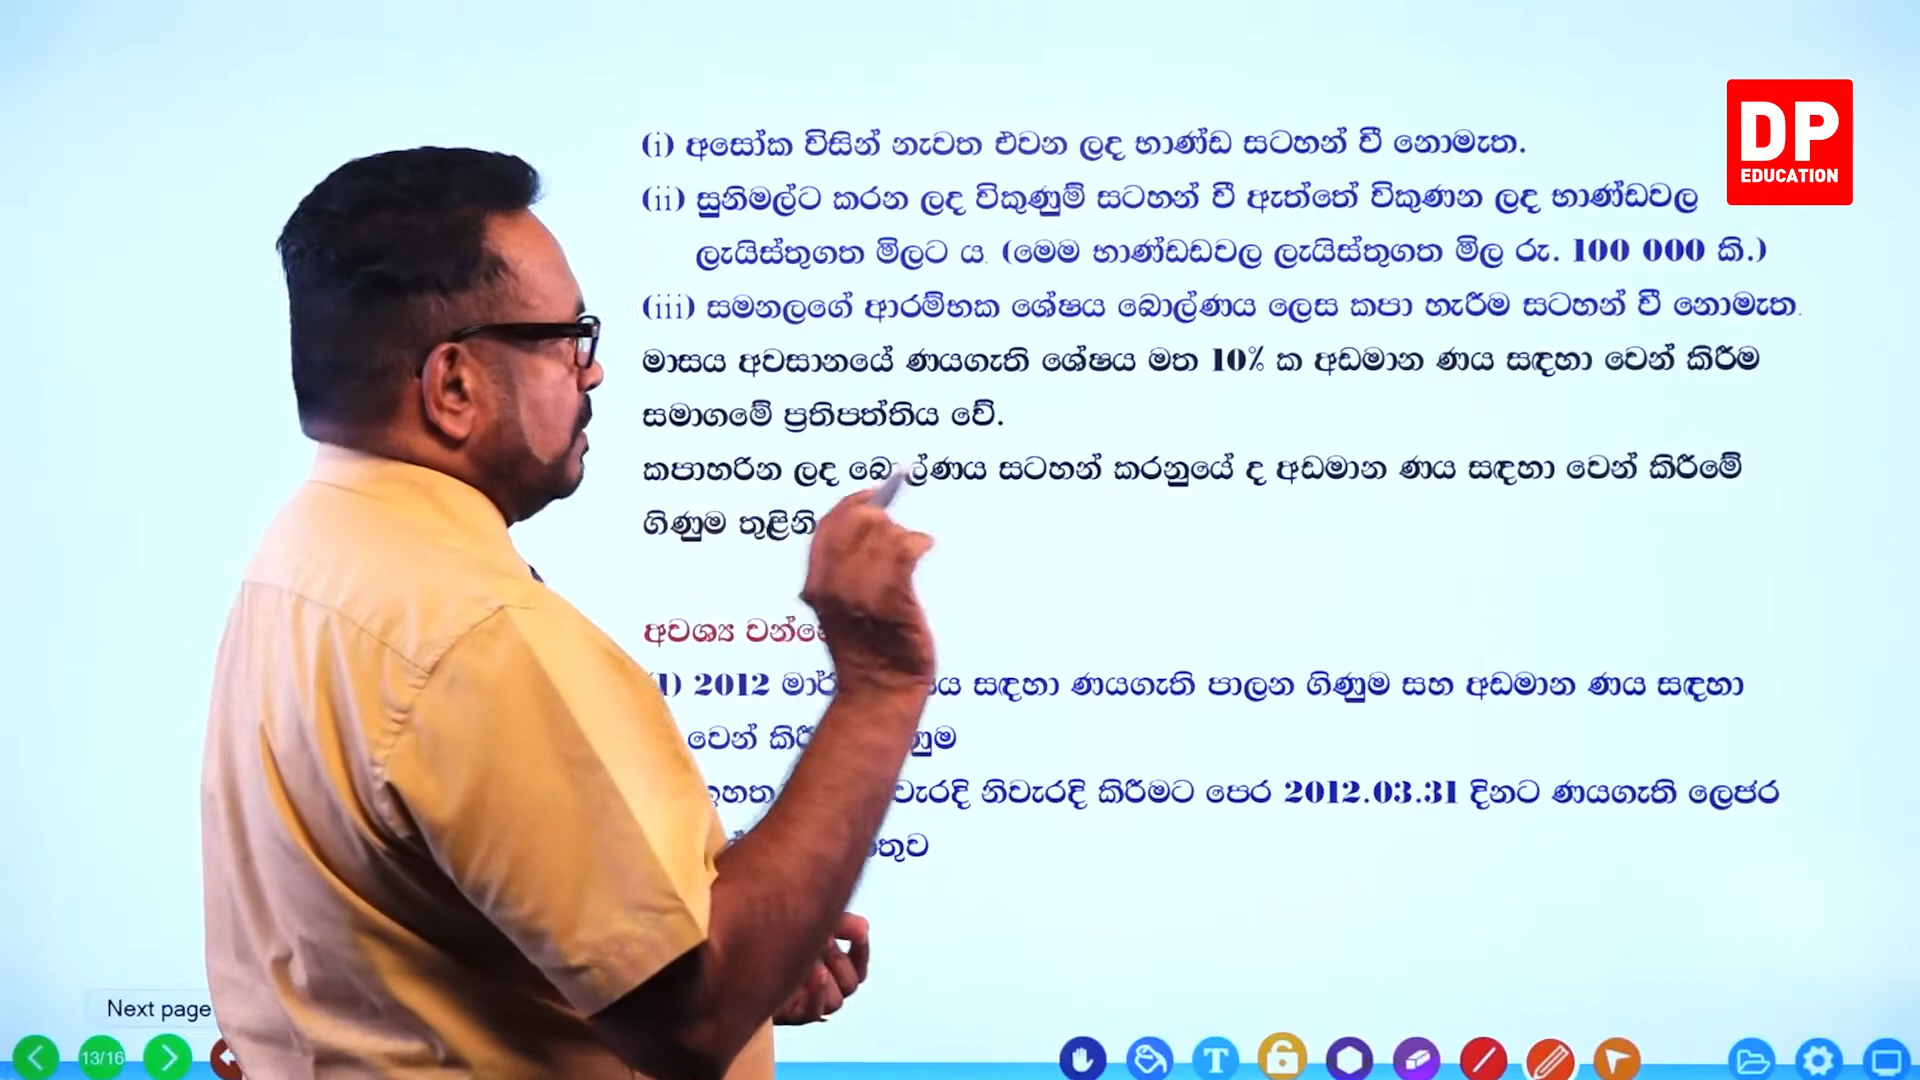 DP
EDUCATION
(i) අසෝක විසින් නැවත එවන ලද භාණ්ඩ සටහන් වී නොමැත.
(ii) සුනිමල්ට කරන ලද විකුණුම් සටහන් වී ඇත්තේ විකුණන ලද භාණ්ඩවල
ලැයිස්තුගත මිලට ය. (මෙම භාණ්ඩඩවල ලැයිස්තුගත මිල රු. 100 000 කි.)
(iii) සමනලගේ ආරම්භක ශේෂය බොල්ණය ලෙස කපා හැරීම සටහන් වී නොමැත.
මාසය අවසානයේ ණයගැති ශේෂය මත 10% ක අඩමාන ණය සඳහා වෙන් කිරීම
සමාගමේ ප්‍රතිපත්තිය වේ.
කපාහරින ලද බොල්ණය සටහන් කරනුයේ ද අඩමාන ණය සඳහා වෙන් කිරීමේ
ගිණුම තුළිනි
අවශ්‍ය
2012 සඳහා ණයගැති පාලන ගිණුම සහ අඩමාන ණය සඳහා
වෙන්
ඉහත නිවැරදි කිරීමට පෙර 2012.03.31 දිනට ණයගැති ලෙජර
Next page
13/16
T